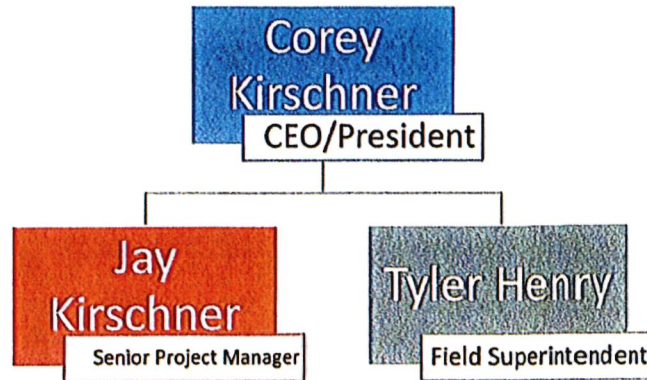 Corey
Kirschner
CEO/President
Jay
Kirschner
Senior Project Manager
Tyler Henry
Field Superintendent